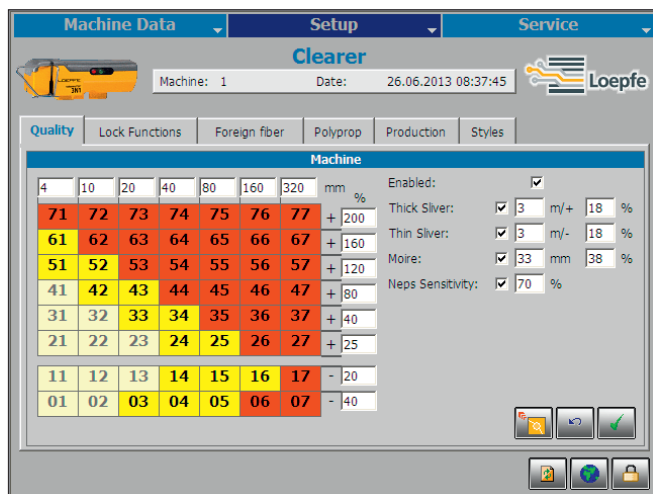 Machine Data Setup Service
Clearer
LOEPFE
3N1
Machine: 1 Date: 26.06.2013 08:37:45
Loepfe
Quality Lock Functions Foreign fiber Polyprop Production Styles
Machine
4 10 20 40 80 160 320 mm %
Enabled:
71 72 73 74 75 76 77 + 200
Thick Sliver: 3 m/+ 18 %
61 62 63 64 65 66 67 + 160
Thin Sliver: 3 m/- 18 %
51 52 53 54 55 56 57 + 120
Moire: 33 mm 38 %
41 42 43 44 45 46 47 + 80
Neps Sensitivity: 70 %
31 32 33 34 35 36 37 + 40
21 22 23 24 25 26 27 + 25
11 12 13 14 15 16 17 - 20
01 02 03 04 05 06 07 - 40